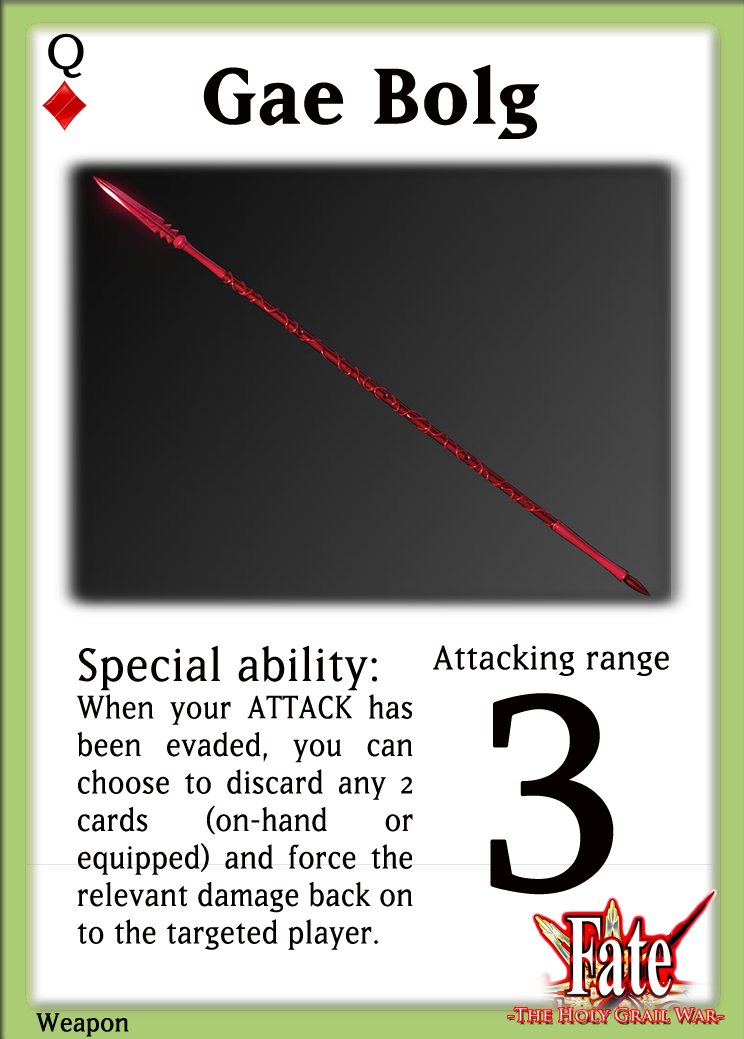 Q
Gae Bolg
Special ability:
When your ATTACK has
been evaded, you can
choose to discard any 2
cards (on-hand or
equipped) and force the
relevant damage back on
to the targeted player.
Attacking range
3
Fate
-THE HOLY GRAIL WAR-
Weapon